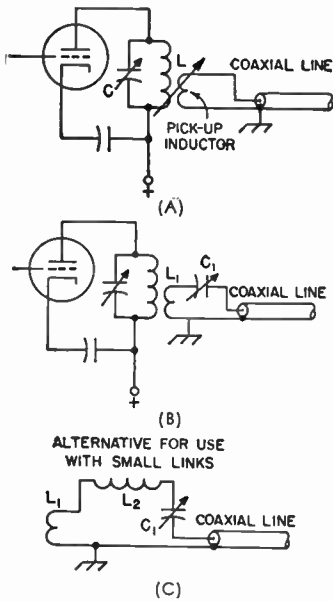 C
L
COAXIAL LINE
PICK-UP
INDUCTOR
+
(A)
L1
C1
COAXIAL LINE
+
(B)
ALTERNATIVE FOR USE
WITH SMALL LINKS
L1
L2
C1
COAXIAL LINE
(C)